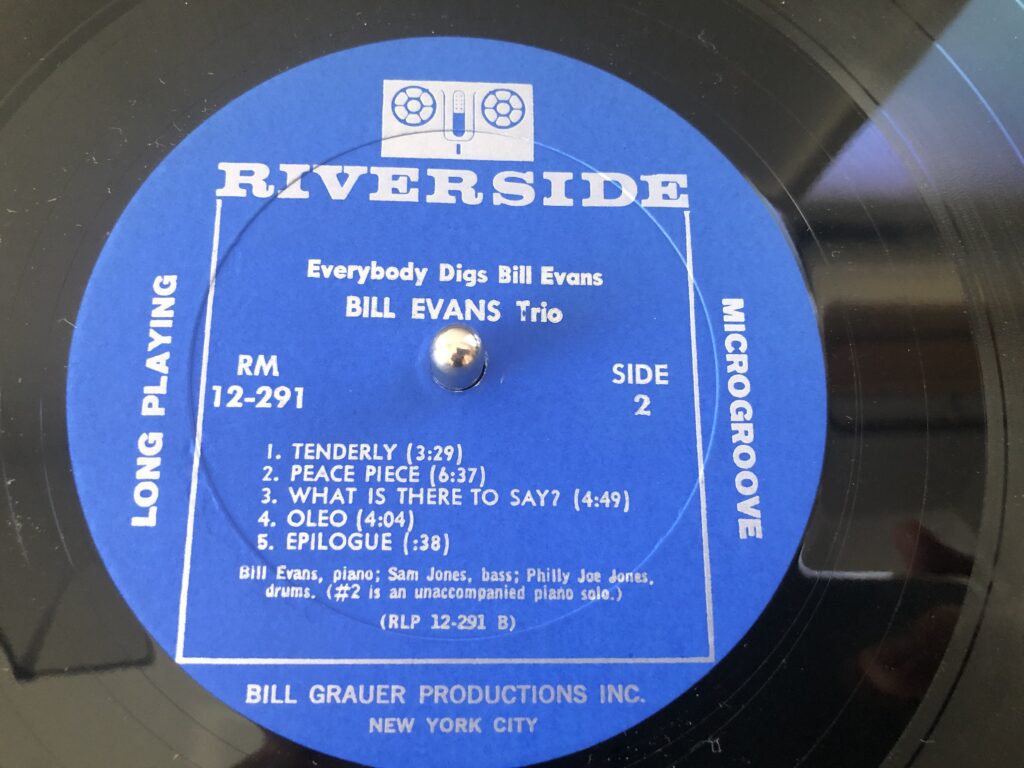 RIVERSIDE
Everybody Digs Bill Evans
BILL EVANS Trio
LONG PLAYING
MICROGROOVE
RM
12-291
SIDE
2
1. TENDERLY (3:29)
2. PEACE PIECE (6:37)
3. WHAT IS THERE TO SAY? (4:49)
4. OLEO (4:04)
5. EPILOGUE (:38)
Bill Evans, piano; Sam Jones, bass; Philly Joe Jones,
drums. (#2 is an unaccompanied piano solo.)
(RLP 12-291 B)
BILL GRAUER PRODUCTIONS INC.
NEW YORK CITY